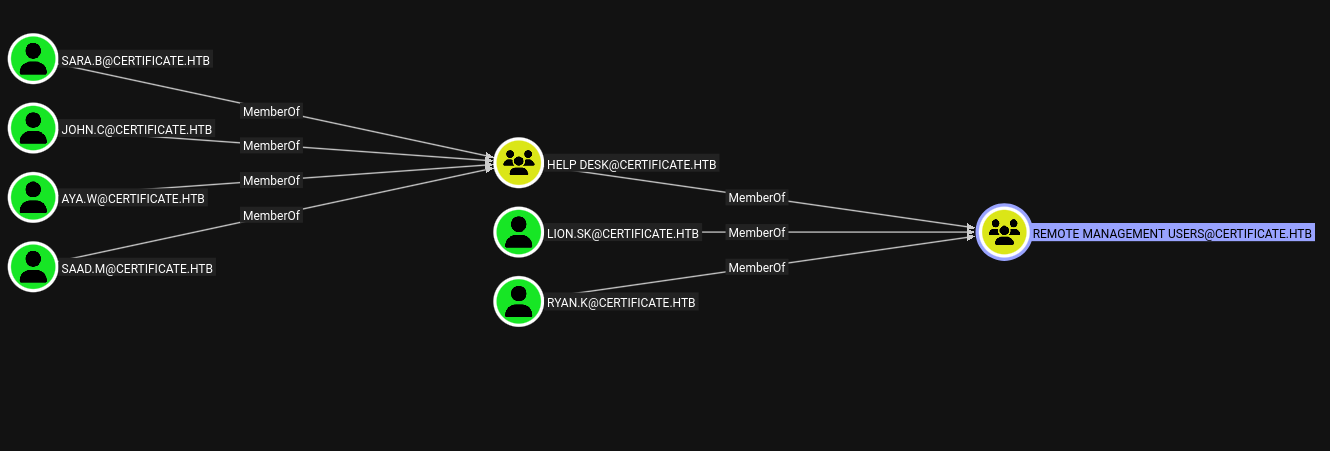 SARA.B@CERTIFICATE.HTB
MemberOf
JOHN.C@CERTIFICATE.HTB
MemberOf
HELP DESK@CERTIFICATE.HTB
MemberOf
AYA.W@CERTIFICATE.HTB
MemberOf
MemberOf
LION.SK@CERTIFICATE.HTB
MemberOf
REMOTE MANAGEMENT USERS@CERTIFICATE.HTB
SAAD.M@CERTIFICATE.HTB
MemberOf
RYAN.K@CERTIFICATE.HTB